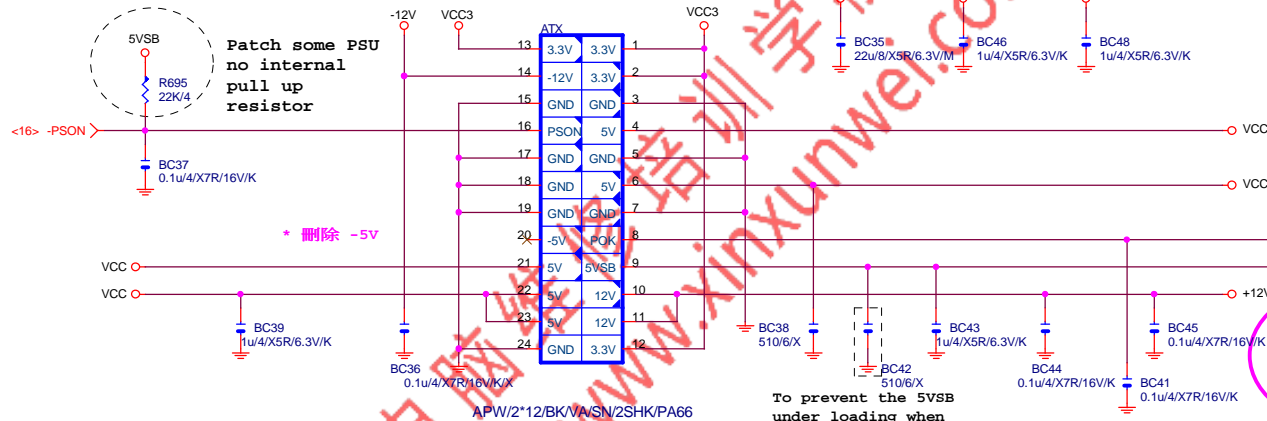 -12V
VCC3
VCC3
ATX
5VSB
Patch some PSU
no internal
pull up
resistor
R695
22K/4
<16> -PSON
BC37
0.1u/4/X7R/16V/K
* 刪除 -5V
VCC
VCC
BC39
1u/4/X5R/6.3V/K
BC36
0.1u/4/X7R/16V/K/X
13 3.3V 3.3V 1
14 -12V 3.3V 2
15 GND GND 3
16 PSON 5V 4
17 GND GND 5
18 GND 5V 6
19 GND GND 7
20 -5V POK 8
21 5V 5VSB 9
22 5V 12V 10
23 5V 12V 11
24 GND 3.3V 12
APW/2*12/BK/VA/SN/2SHK/PA66
BC35
22u/8/X5R/6.3V/M
BC46
1u/4/X5R/6.3V/K
BC48
1u/4/X5R/6.3V/K
VCC
VCC
+12V
BC38
510/6/X
BC42
510/6/X
BC43
1u/4/X5R/6.3V/K
BC44
0.1u/4/X7R/16V/K
BC45
0.1u/4/X7R/16V/K
BC41
0.1u/4/X7R/16V/K
To prevent the 5VSB
under loading when
脑维修培训学
www.xinxunwei.co